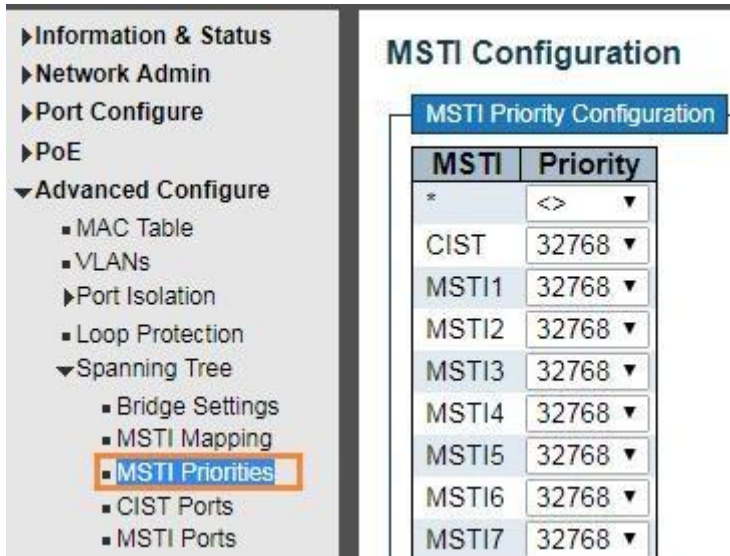 Information & Status
Network Admin
Port Configure
PoE
Advanced Configure
MAC Table
VLANs
Port Isolation
Loop Protection
Spanning Tree
Bridge Settings
MSTI Mapping
MSTI Priorities
CIST Ports
MSTI Ports
MSTI Configuration
MSTI Priority Configuration
MSTI Priority
* <>
CIST 32768
MSTI1 32768
MSTI2 32768
MSTI3 32768
MSTI4 32768
MSTI5 32768
MSTI6 32768
MSTI7 32768